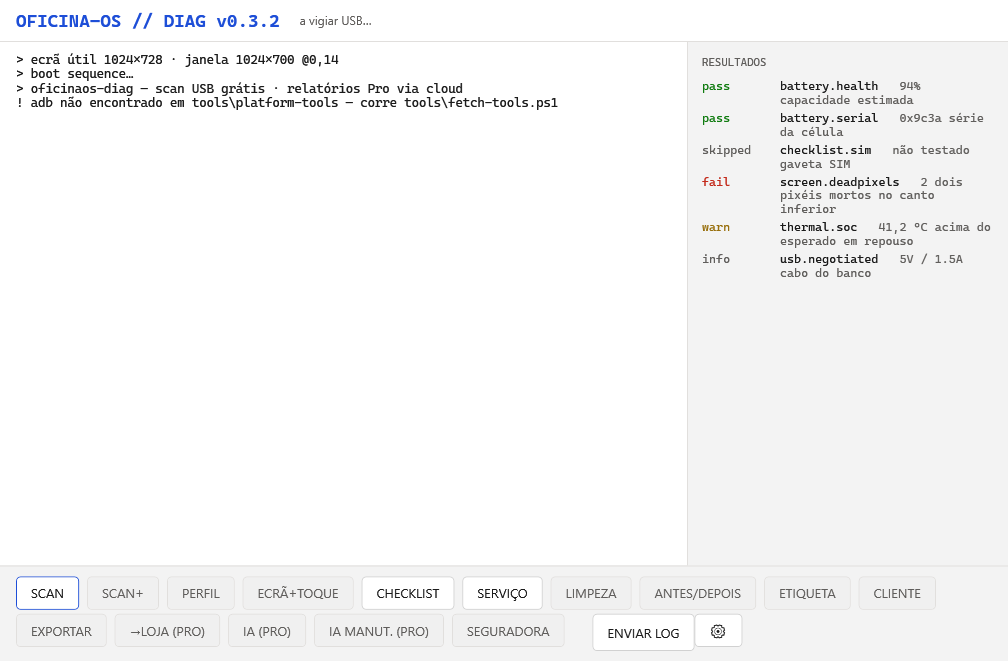 OFICINA-OS // DIAG v0.3.2 a vigiar USB…
> ecrã útil 1024×728 · janela 1024×700 @0,14
> boot sequence…
> oficinaos-diag — scan USB grátis · relatórios Pro via cloud
! adb não encontrado em tools\platform-tools — corre tools\fetch-tools.ps1
RESULTADOS
pass battery.health 94%
capacidade estimada
pass battery.serial 0x9c3a série
da célula
skipped checklist.sim não testado
gaveta SIM
fail screen.deadpixels 2 dois
pixéis mortos no canto
inferior
warn thermal.soc 41,2 °C acima do
esperado em repouso
info usb.negotiated 5V / 1.5A
cabo do banco
SCAN SCAN+ PERFIL ECRÃ+TOQUE CHECKLIST SERVIÇO LIMPEZA ANTES/DEPOIS ETIQUETA CLIENTE
EXPORTAR →LOJA (PRO) IA (PRO) IA MANUT. (PRO) SEGURADORA ENVIAR LOG